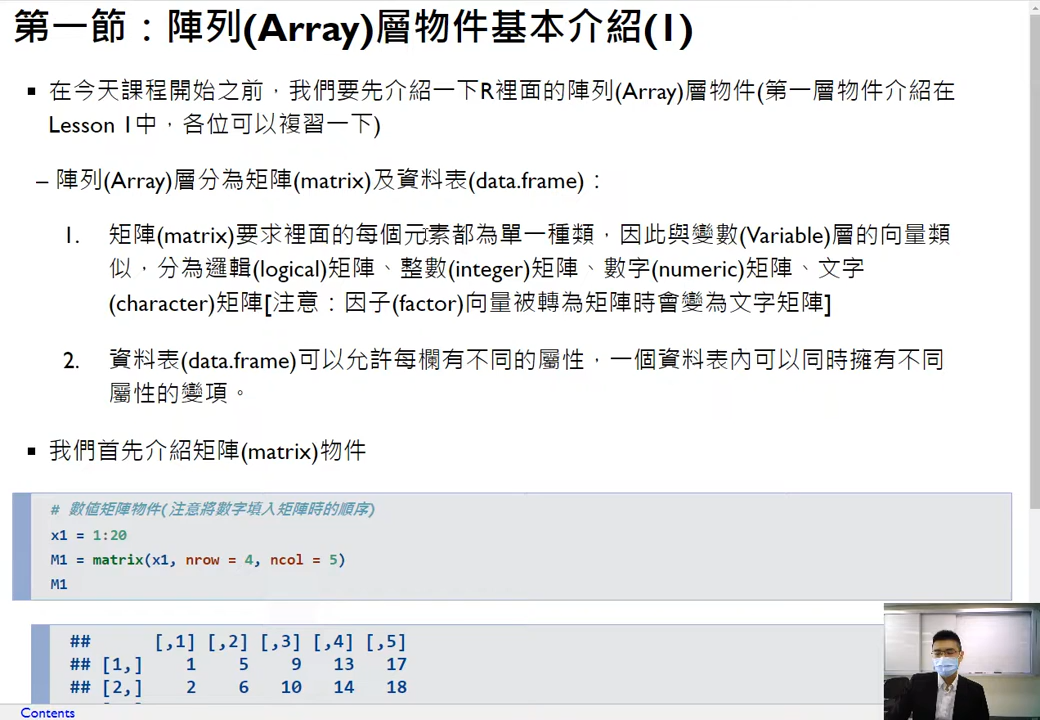 第一節：陣列(Array)層物件基本介紹(1)
▪ 在今天課程開始之前，我們要先介紹一下R裡面的陣列(Array)層物件(第一層物件介紹在
Lesson 1中，各位可以複習一下)
– 陣列(Array)層分為矩陣(matrix)及資料表(data.frame)：
1. 矩陣(matrix)要求裡面的每個元素都為單一種類，因此與變數(Variable)層的向量類
似，分為邏輯(logical)矩陣、整數(integer)矩陣、數字(numeric)矩陣、文字
(character)矩陣[注意：因子(factor)向量被轉為矩陣時會變為文字矩陣]
2. 資料表(data.frame)可以允許每欄有不同的屬性，一個資料表內可以同時擁有不同
屬性的變項。
▪ 我們首先介紹矩陣(matrix)物件
# 數值矩陣物件(注意將數字填入矩陣時的順序)
x1 = 1:20
M1 = matrix(x1, nrow = 4, ncol = 5)
M1
## [,1] [,2] [,3] [,4] [,5]
## [1,] 1 5 9 13 17
## [2,] 2 6 10 14 18
Contents